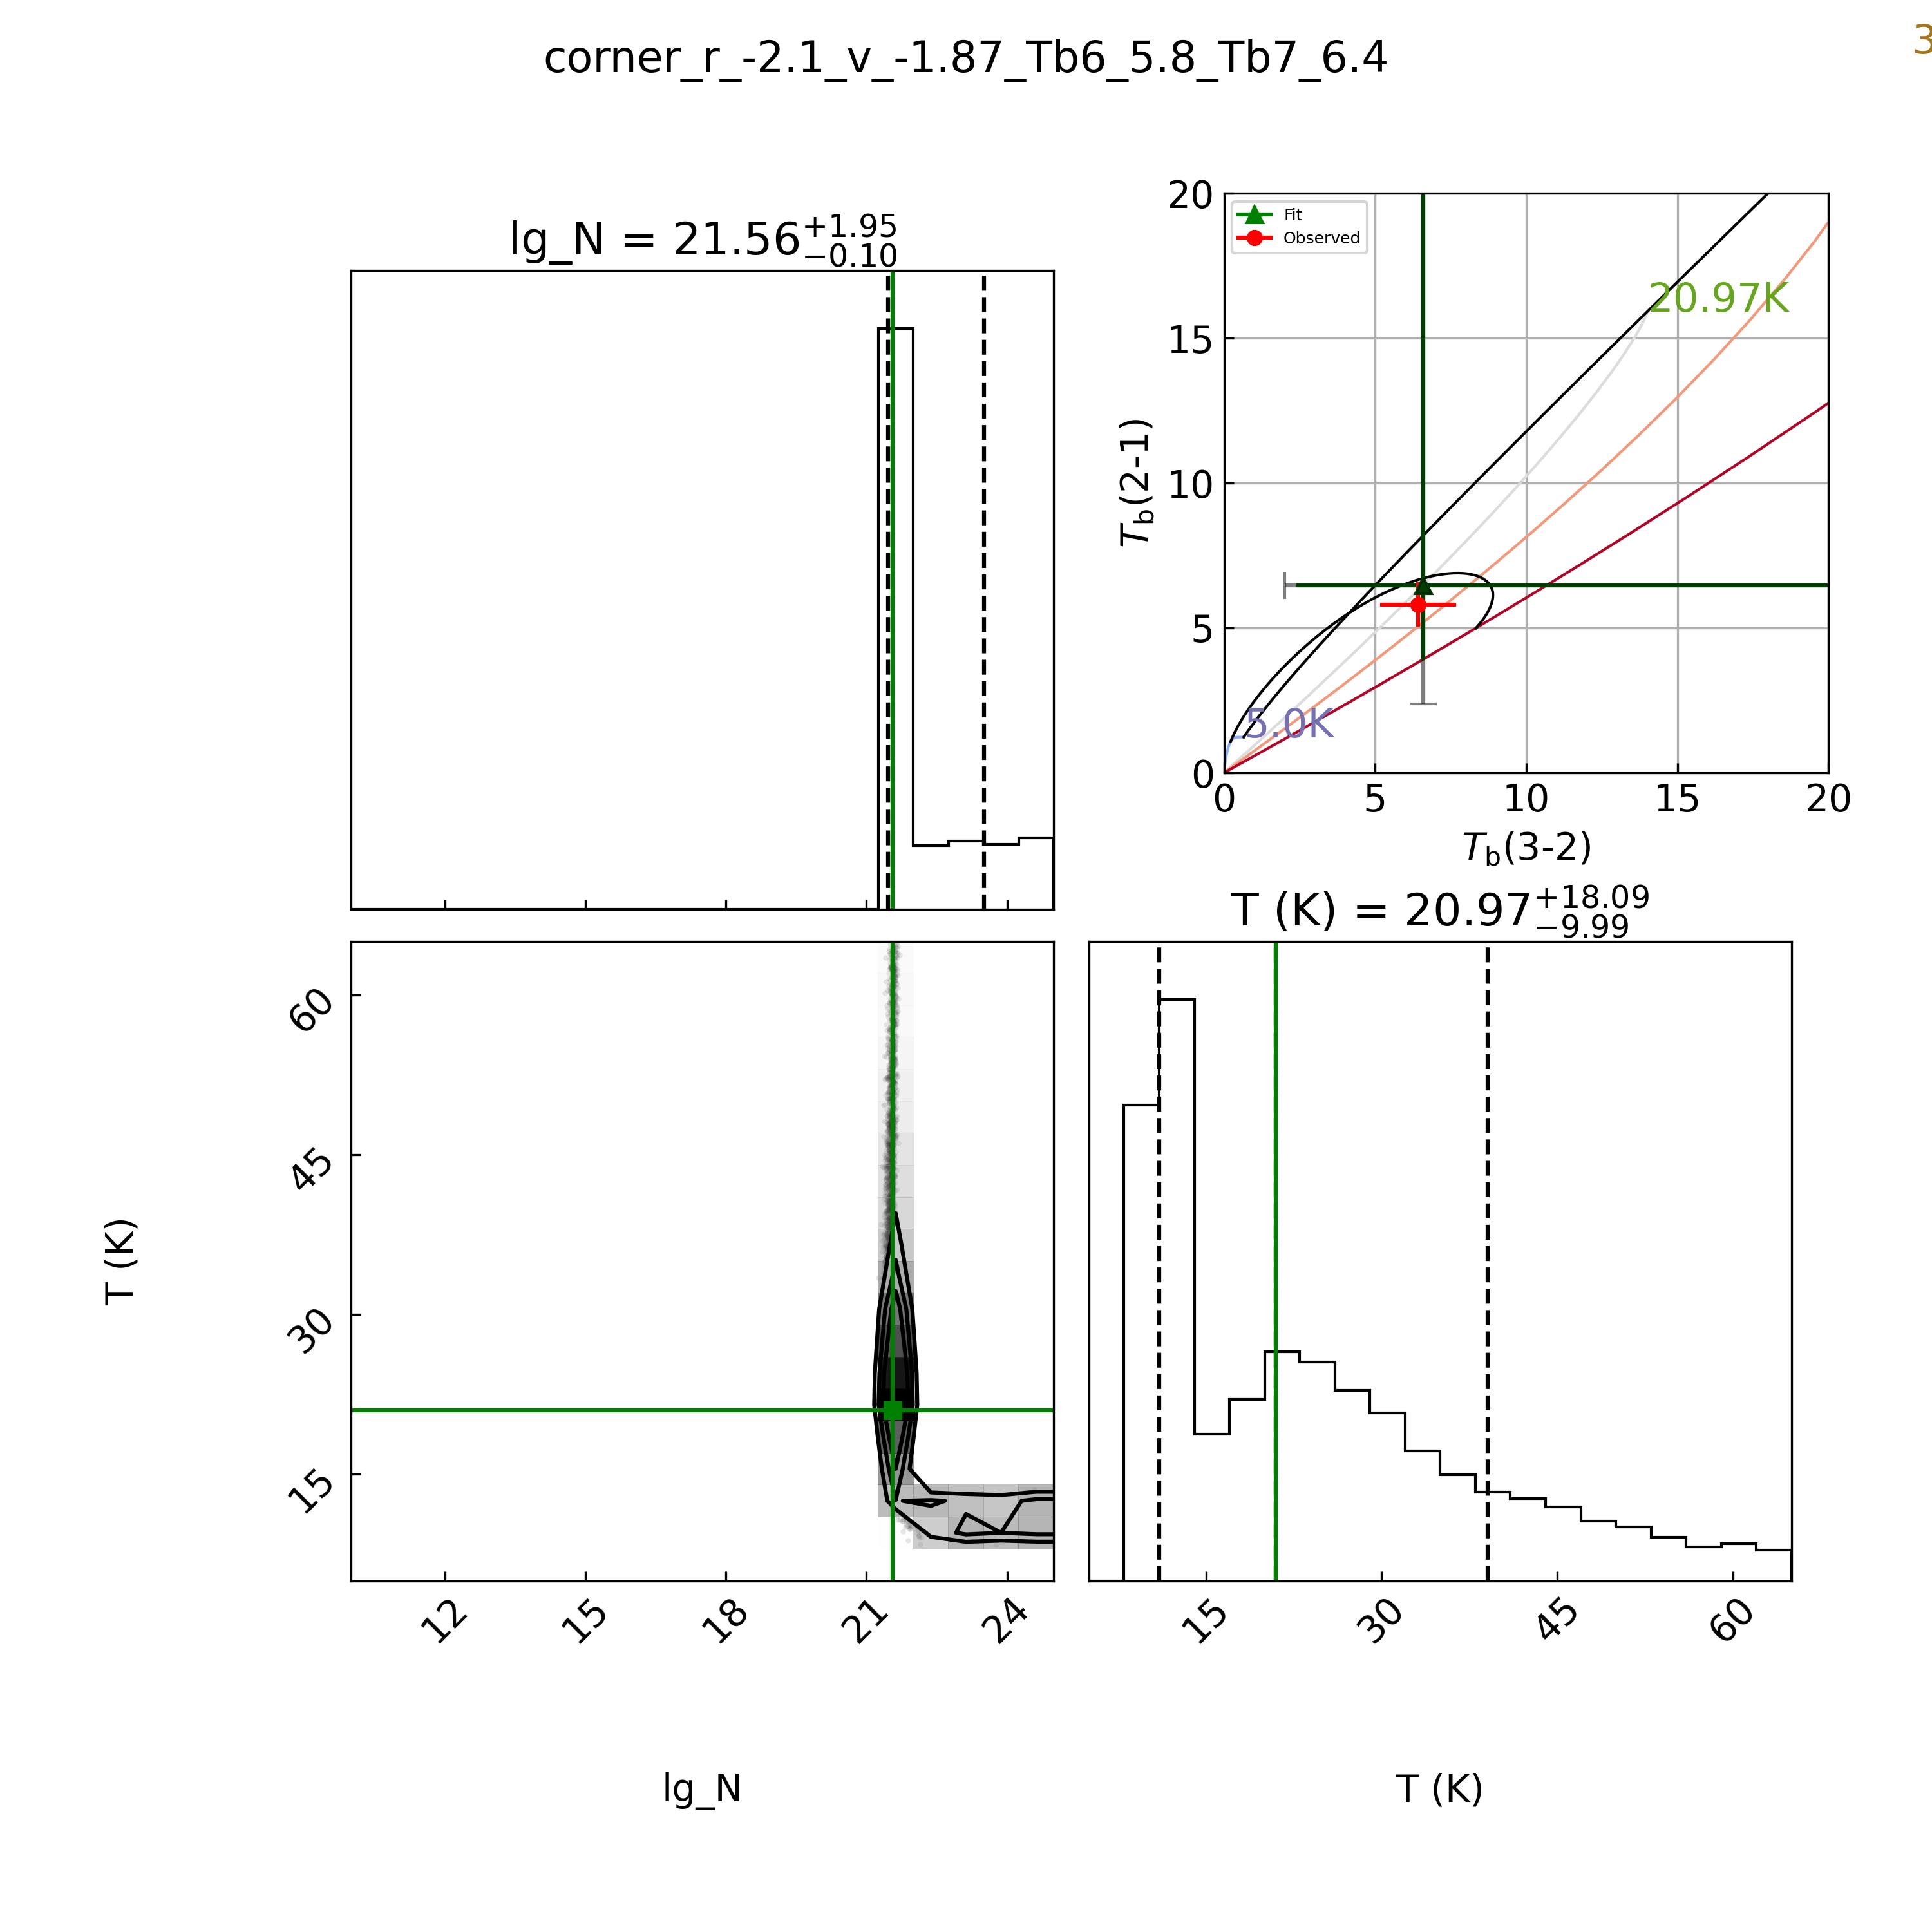 corner_r_-2.1_v_-1.87_Tb6_5.8_Tb7_6.4
3
lg_N = 21.56+1.95−0.10
Fit
Observed
20.97K
5.0K
20
15
10
5
0
Tb(2-1)
0 5 10 15 20
Tb(3-2)
T (K) = 20.97+18.09−9.99
60
45
30
15
T (K)
12 15 18 21 24
lg_N
15 30 45 60
T (K)